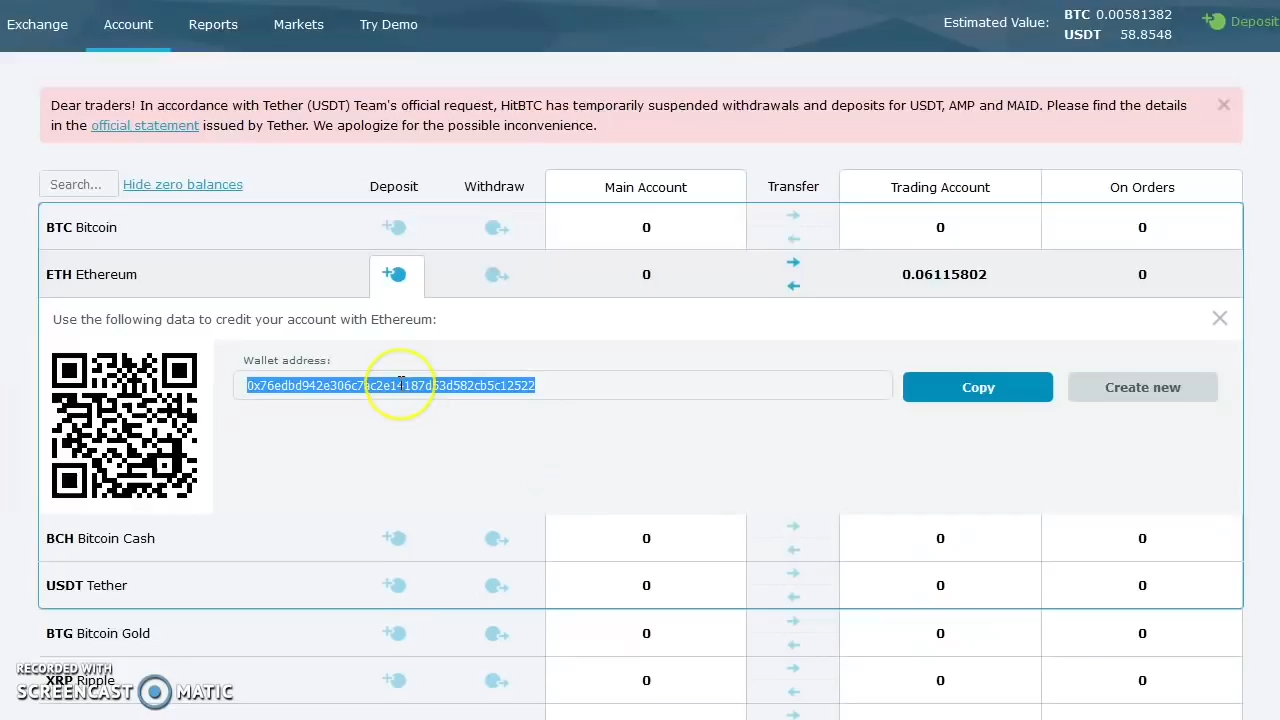 Exchange Account Reports Markets Try Demo Estimated Value: BTC 0.00581382 Deposit
USDT 58.8548
Dear traders! In accordance with Tether (USDT) Team's official request, HitBTC has temporarily suspended withdrawals and deposits for USDT, AMP and MAID. Please find the details
in the official statement issued by Tether. We apologize for the possible inconvenience.
Search... Hide zero balances Deposit Withdraw Main Account Transfer Trading Account On Orders
BTC Bitcoin 0 0 0
ETH Ethereum 0 0.06115802 0
Use the following data to credit your account with Ethereum:
Wallet address:
0x76edbd942e306c7ac2e14187d63d582cb5c12522 Copy Create new
BCH Bitcoin Cash 0 0 0
USDT Tether 0 0 0
BTG Bitcoin Gold 0 0 0
RECORDED WITH
XRP Ripple 0 0 0
SCREENCAST MATIC